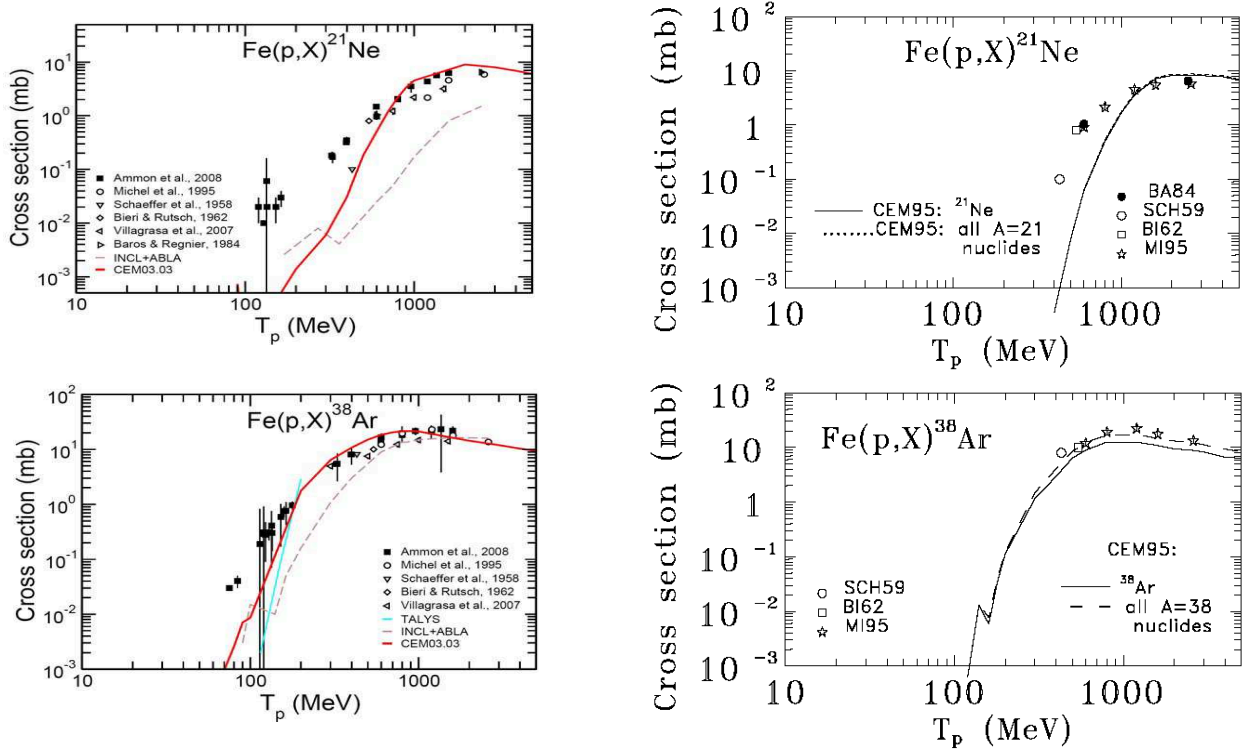 Fe(p,X)²¹Ne
Cross section (mb)
10²
10¹
10⁰
10⁻¹
10⁻²
10⁻³
Ammon et al., 2008
Michel et al., 1995
Schaeffer et al., 1958
Bieri & Rutsch, 1962
Villagrasa et al., 2007
Baros & Regnier, 1984
INCL+ABLA
CEM03.03
10
100
1000
Tₚ (MeV)
Fe(p,X)²¹Ne
Cross section (mb)
10²
10
1
10⁻¹
10⁻²
10⁻³
CEM95: ²¹Ne
CEM95: all A=21
nuclides
BA84
SCH59
BI62
MI95
10
100
1000
Tₚ (MeV)
Fe(p,X)³⁸Ar
Cross section (mb)
10²
10¹
10⁰
10⁻¹
10⁻²
10⁻³
Ammon et al., 2008
Michel et al., 1995
Schaeffer et al., 1958
Bieri & Rutsch, 1962
Villagrasa et al., 2007
TALYS
INCL+ABLA
CEM03.03
10
100
1000
Tₚ (MeV)
Fe(p,X)³⁸Ar
Cross section (mb)
10²
10
1
10⁻¹
10⁻²
10⁻³
SCH59
BI62
MI95
CEM95:
³⁸Ar
all A=38
nuclides
10
100
1000
Tₚ (MeV)